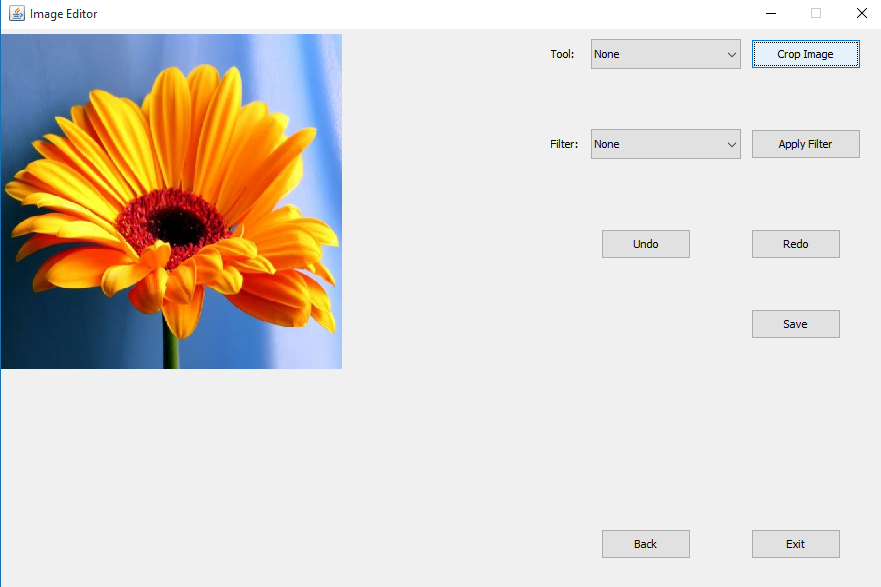 Image Editor
Tool: None Crop Image
Filter: None Apply Filter
Undo Redo
Save
Back Exit